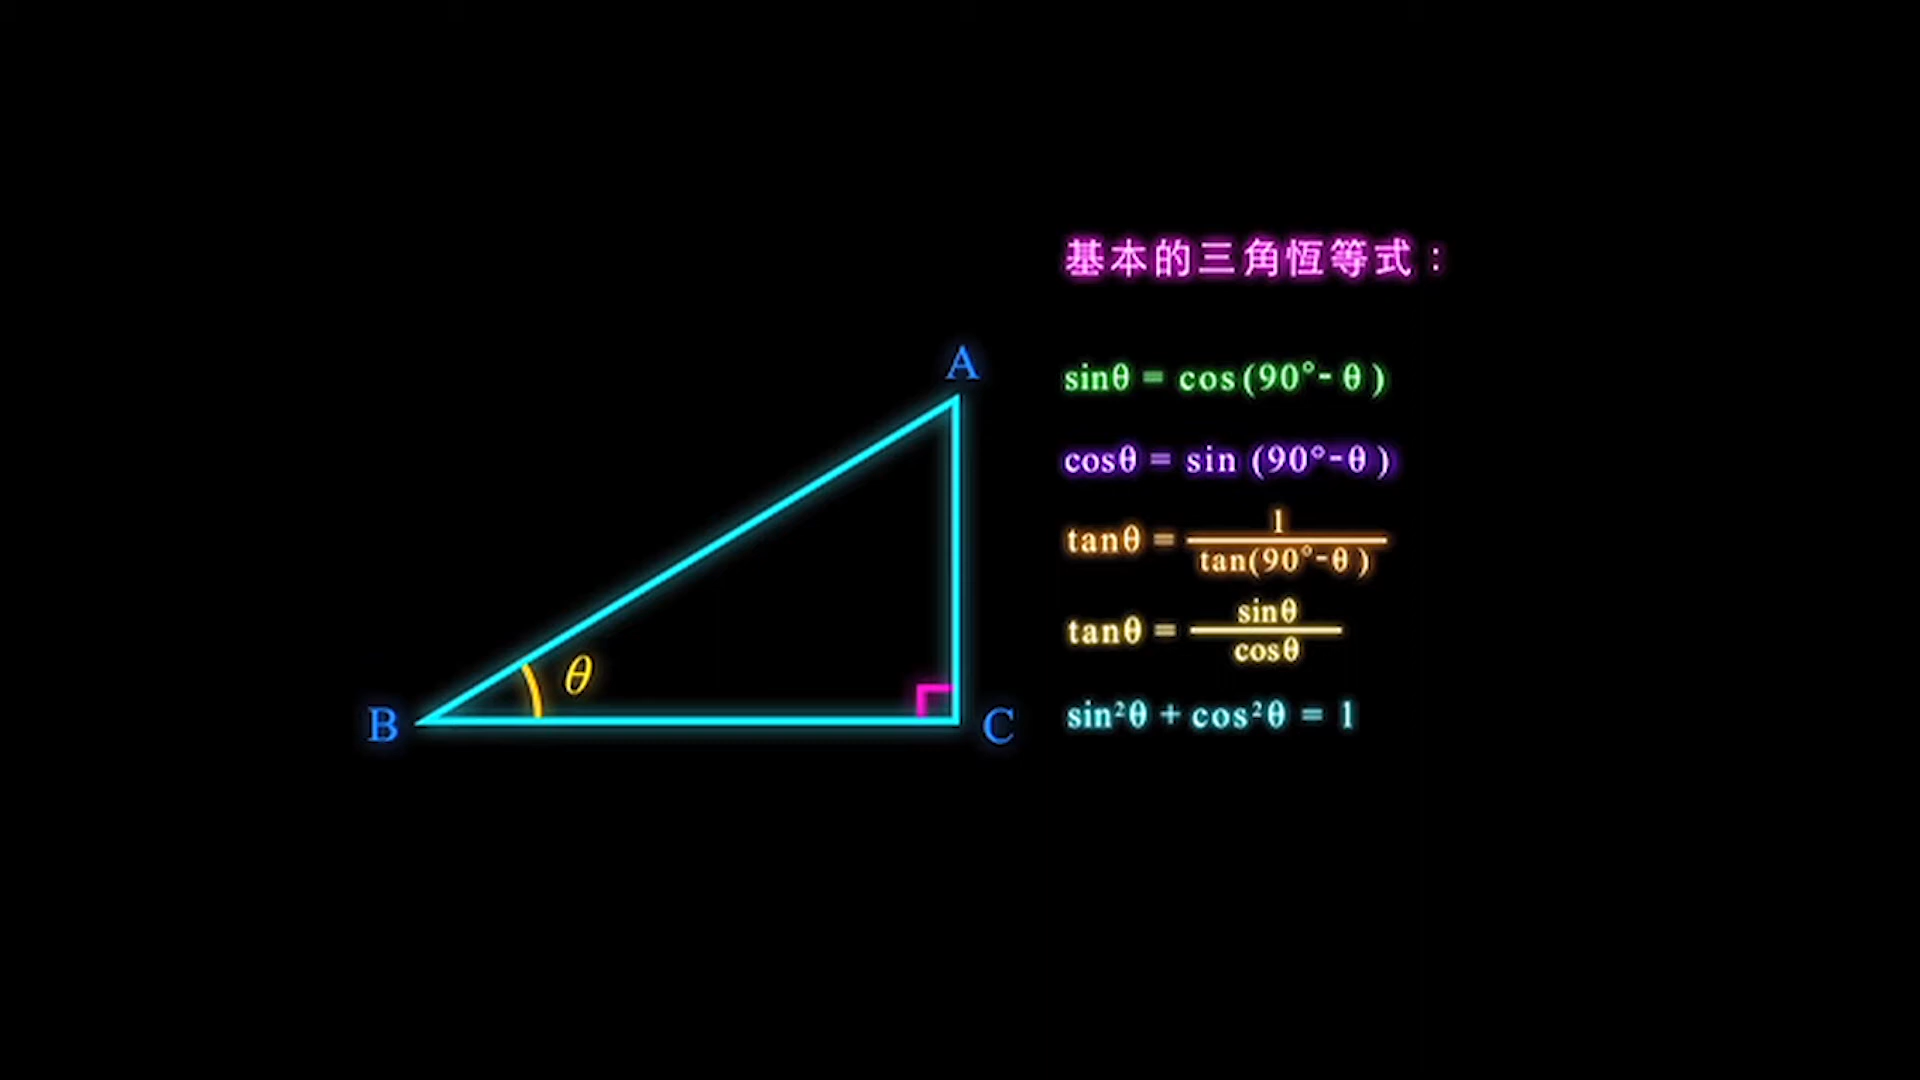 基本的三角恆等式：
A
sinθ = cos(90°-θ)
cosθ = sin (90°-θ)
tanθ = 1/tan(90°-θ)
θ
tanθ = sinθ/cosθ
B
C
sin²θ + cos²θ = 1